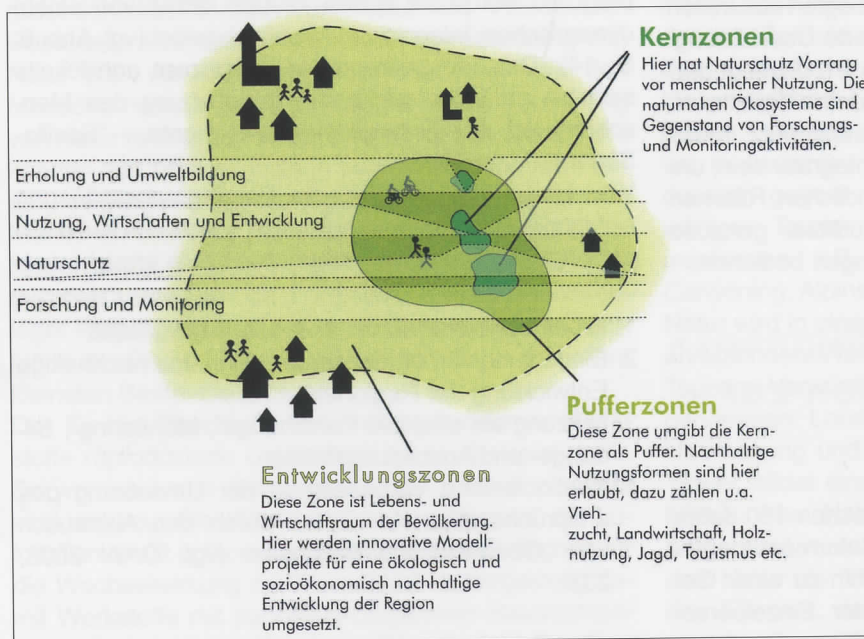 Kernzonen
Hier hat Naturschutz Vorrang
vor menschlicher Nutzung. Die
naturnahen Ökosysteme sind
Gegenstand von Forschungs-
und Monitoringaktivitäten.
Erholung und Umweltbildung
Nutzung, Wirtschaften und Entwicklung
Naturschutz
Forschung und Monitoring
Pufferzonen
Diese Zone umgibt die Kern-
zone als Puffer. Nachhaltige
Nutzungsformen sind hier
erlaubt, dazu zählen u.a.
Vieh-
zucht, Landwirtschaft, Holz-
nutzung, Jagd, Tourismus etc.
Entwicklungszonen
Diese Zone ist Lebens- und
Wirtschaftsraum der Bevölkerung.
Hier werden innovative Modell-
projekte für eine ökologisch und
sozioökonomisch nachhaltige
Entwicklung der Region
umgesetzt.